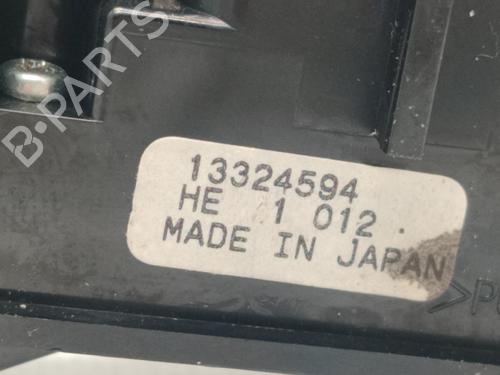 B-PARTS
13324594
HE 1 012.
MADE IN JAPAN